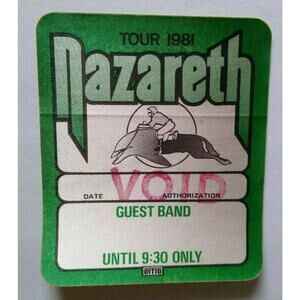 TOUR 1981
nazareth
VOID
DATE AUTHORIZATION
GUEST BAND
UNTIL 9:30 ONLY
OTTO